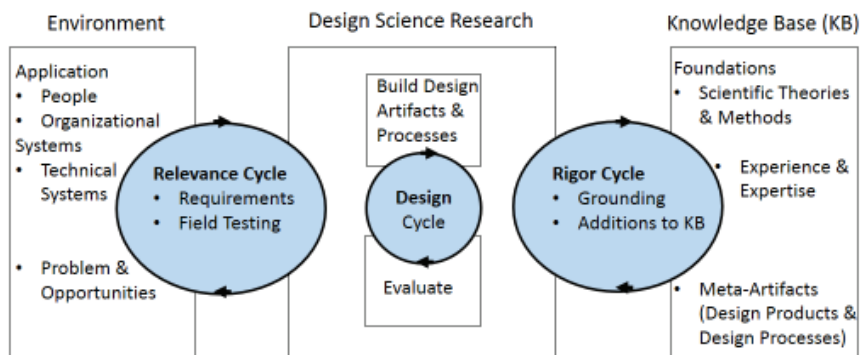 Environment
Design Science Research
Knowledge Base (KB)
Application
• People
• Organizational
Systems
• Technical
Systems
• Problem &
Opportunities
Relevance Cycle
• Requirements
• Field Testing
Build Design
Artifacts &
Processes
Design
Cycle
Evaluate
Rigor Cycle
• Grounding
• Additions to KB
Foundations
• Scientific Theories
& Methods
• Experience &
Expertise
• Meta-Artifacts
(Design Products &
Design Processes)